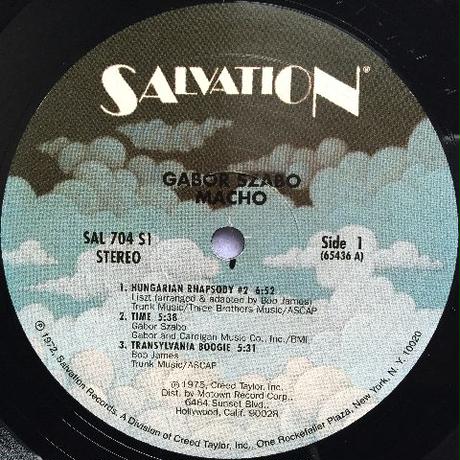 SALVATION®
GABOR SZABO
MACHO
SAL 704 S1
STEREO
Side 1
(65436 A)
1. HUNGARIAN RHAPSODY #2 6:52
Liszt (arranged & adapted by Bob James)
Trunk Music/Three Brothers Music/ASCAP
2. TIME 5:38
Gabor Szabo
Gabor and Cardigan Music Co., Inc./BMI
3. TRANSYLVANIA BOOGIE 5:31
Bob James
Trunk Music/ASCAP
℗ 1975, Creed Taylor, Inc.
Dist. by Motown Record Corp.,
6464 Sunset Blvd.,
Hollywood, Calif. 90028
℗ 1972, Salvation Records, A Division of Creed Taylor, Inc., One Rockefeller Plaza, New York, N. Y. 10020